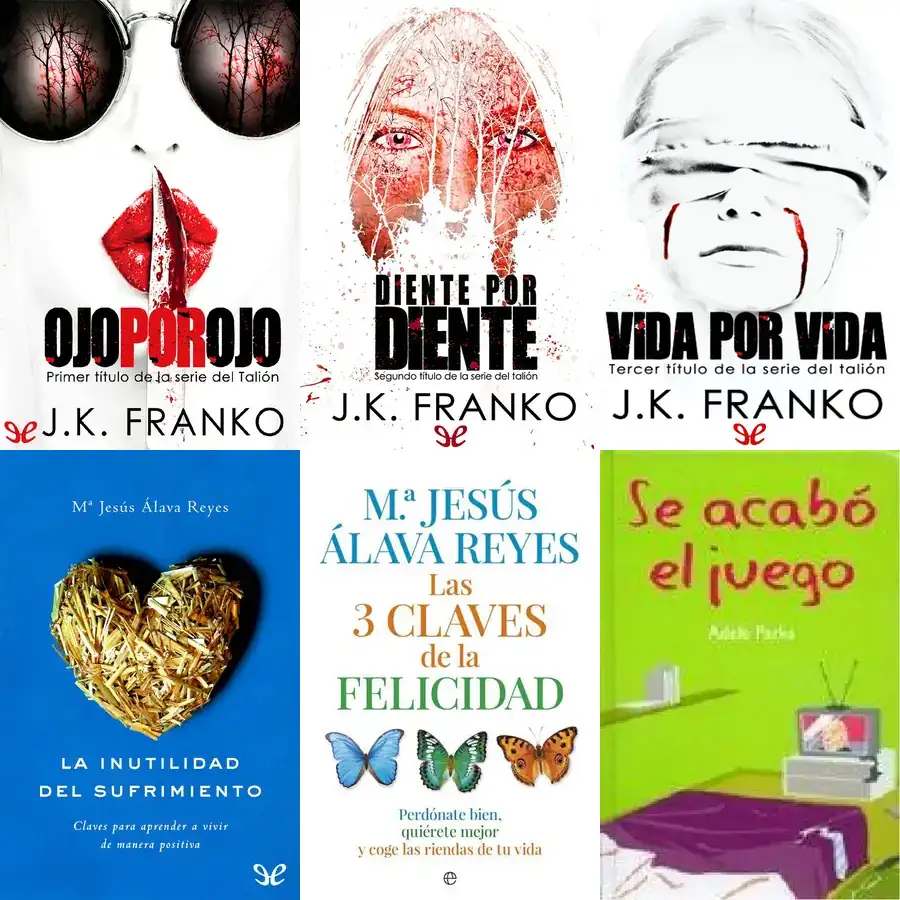 OJOPOROJO
Primer título de la serie del Talión
J.K. FRANKO
DIENTE POR
DIENTE
Segundo título de la serie del talión
J.K. FRANKO
VIDA POR VIDA
Tercer título de la serie del talión
J.K. FRANKO
Mª Jesús Álava Reyes
LA INUTILIDAD
DEL SUFRIMIENTO
Claves para aprender a vivir
de manera positiva
M.ª JESÚS
ÁLAVA REYES
Las
3 CLAVES
de la
FELICIDAD
Perdónate bien,
quiérete mejor
y coge las riendas de tu vida
Se acabó
el juego
Adele Parks